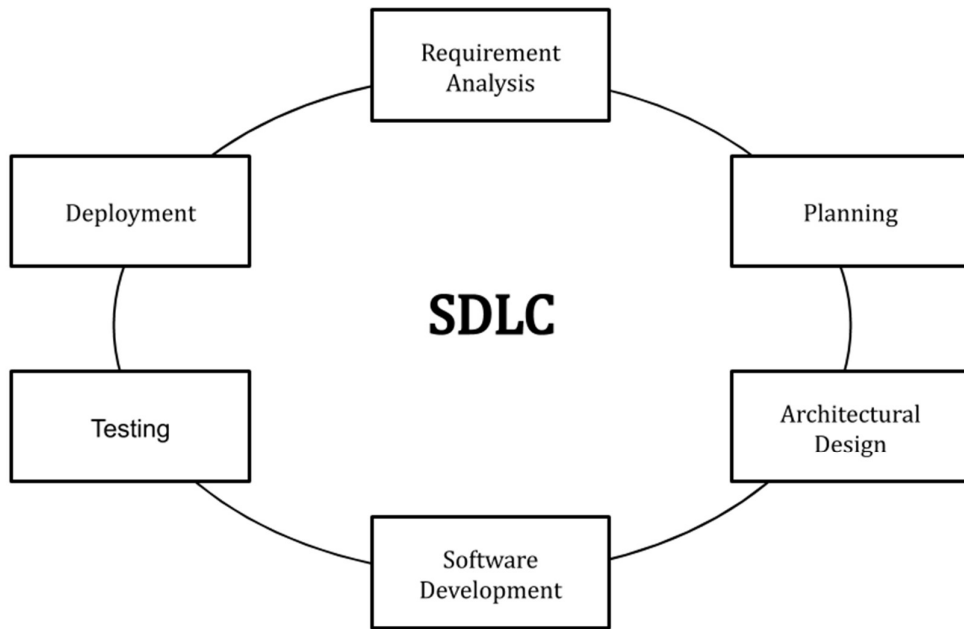 Requirement
Analysis
Deployment
Planning
SDLC
Testing
Architectural
Design
Software
Development